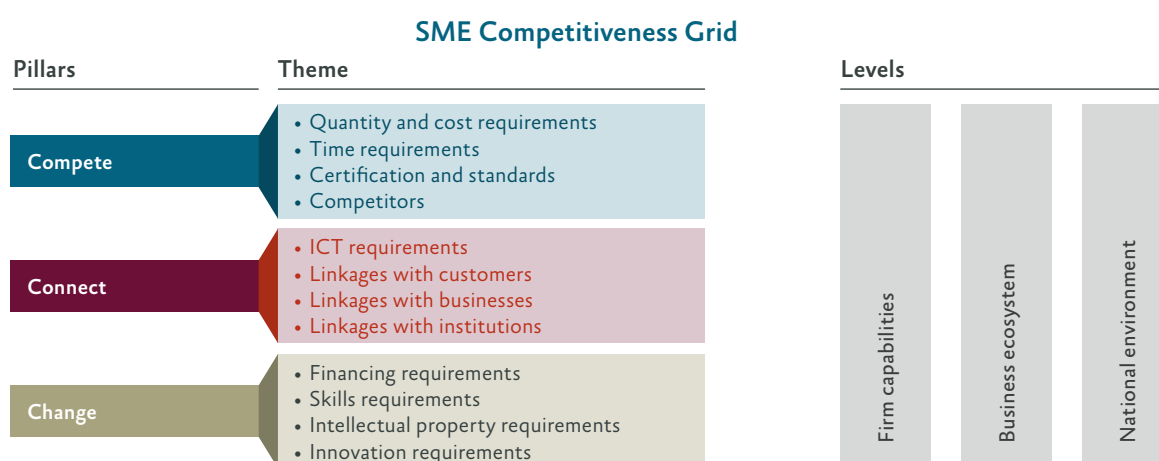 SME Competitiveness Grid
Pillars
Theme
Levels
Compete
• Quantity and cost requirements
• Time requirements
• Certification and standards
• Competitors
Connect
• ICT requirements
• Linkages with customers
• Linkages with businesses
• Linkages with institutions
Change
• Financing requirements
• Skills requirements
• Intellectual property requirements
• Innovation requirements
Firm capabilities
Business ecosystem
National environment